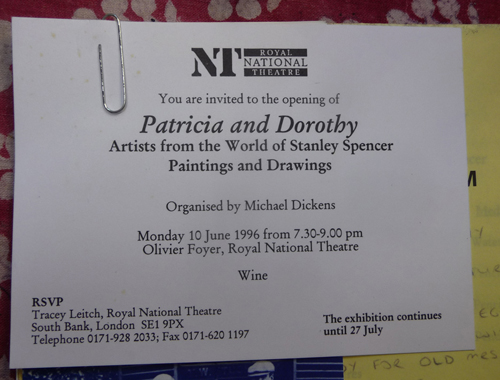 NT ROYAL
NATIONAL
THEATRE
You are invited to the opening of
Patricia and Dorothy
Artists from the World of Stanley Spencer
Paintings and Drawings
Organised by Michael Dickens
Monday 10 June 1996 from 7.30-9.00 pm
Olivier Foyer, Royal National Theatre
Wine
RSVP
Tracey Leitch, Royal National Theatre
South Bank, London SE1 9PX
Telephone 0171-928 2033; Fax 0171-620 1197
The exhibition continues
until 27 July
M
FOR OLD